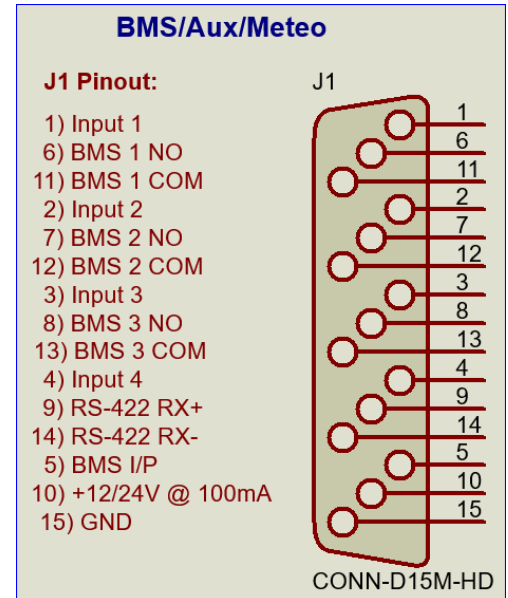 BMS/Aux/Meteo
J1 Pinout:
1) Input 1
6) BMS 1 NO
11) BMS 1 COM
2) Input 2
7) BMS 2 NO
12) BMS 2 COM
3) Input 3
8) BMS 3 NO
13) BMS 3 COM
4) Input 4
9) RS-422 RX+
14) RS-422 RX-
5) BMS I/P
10) +12/24V @ 100mA
15) GND
J1
1
6
11
2
7
12
3
8
13
4
9
14
5
10
15
CONN-D15M-HD